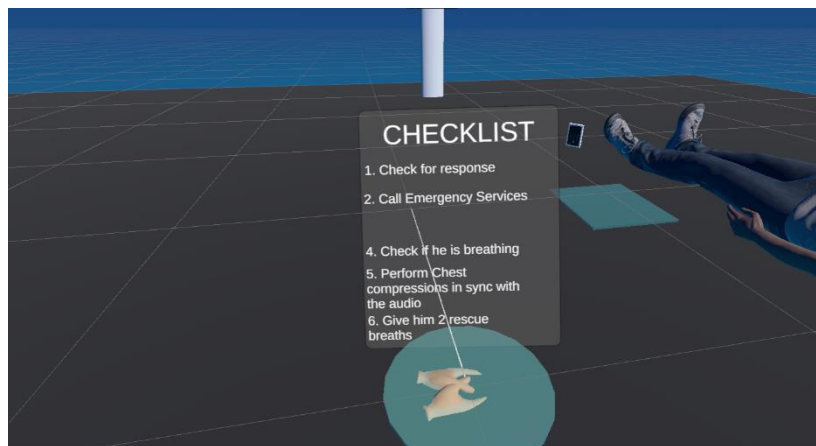 CHECKLIST
1. Check for response
2. Call Emergency Services
4. Check if he is breathing
5. Perform Chest
compressions in sync with
the audio
6. Give him 2 rescue
breaths